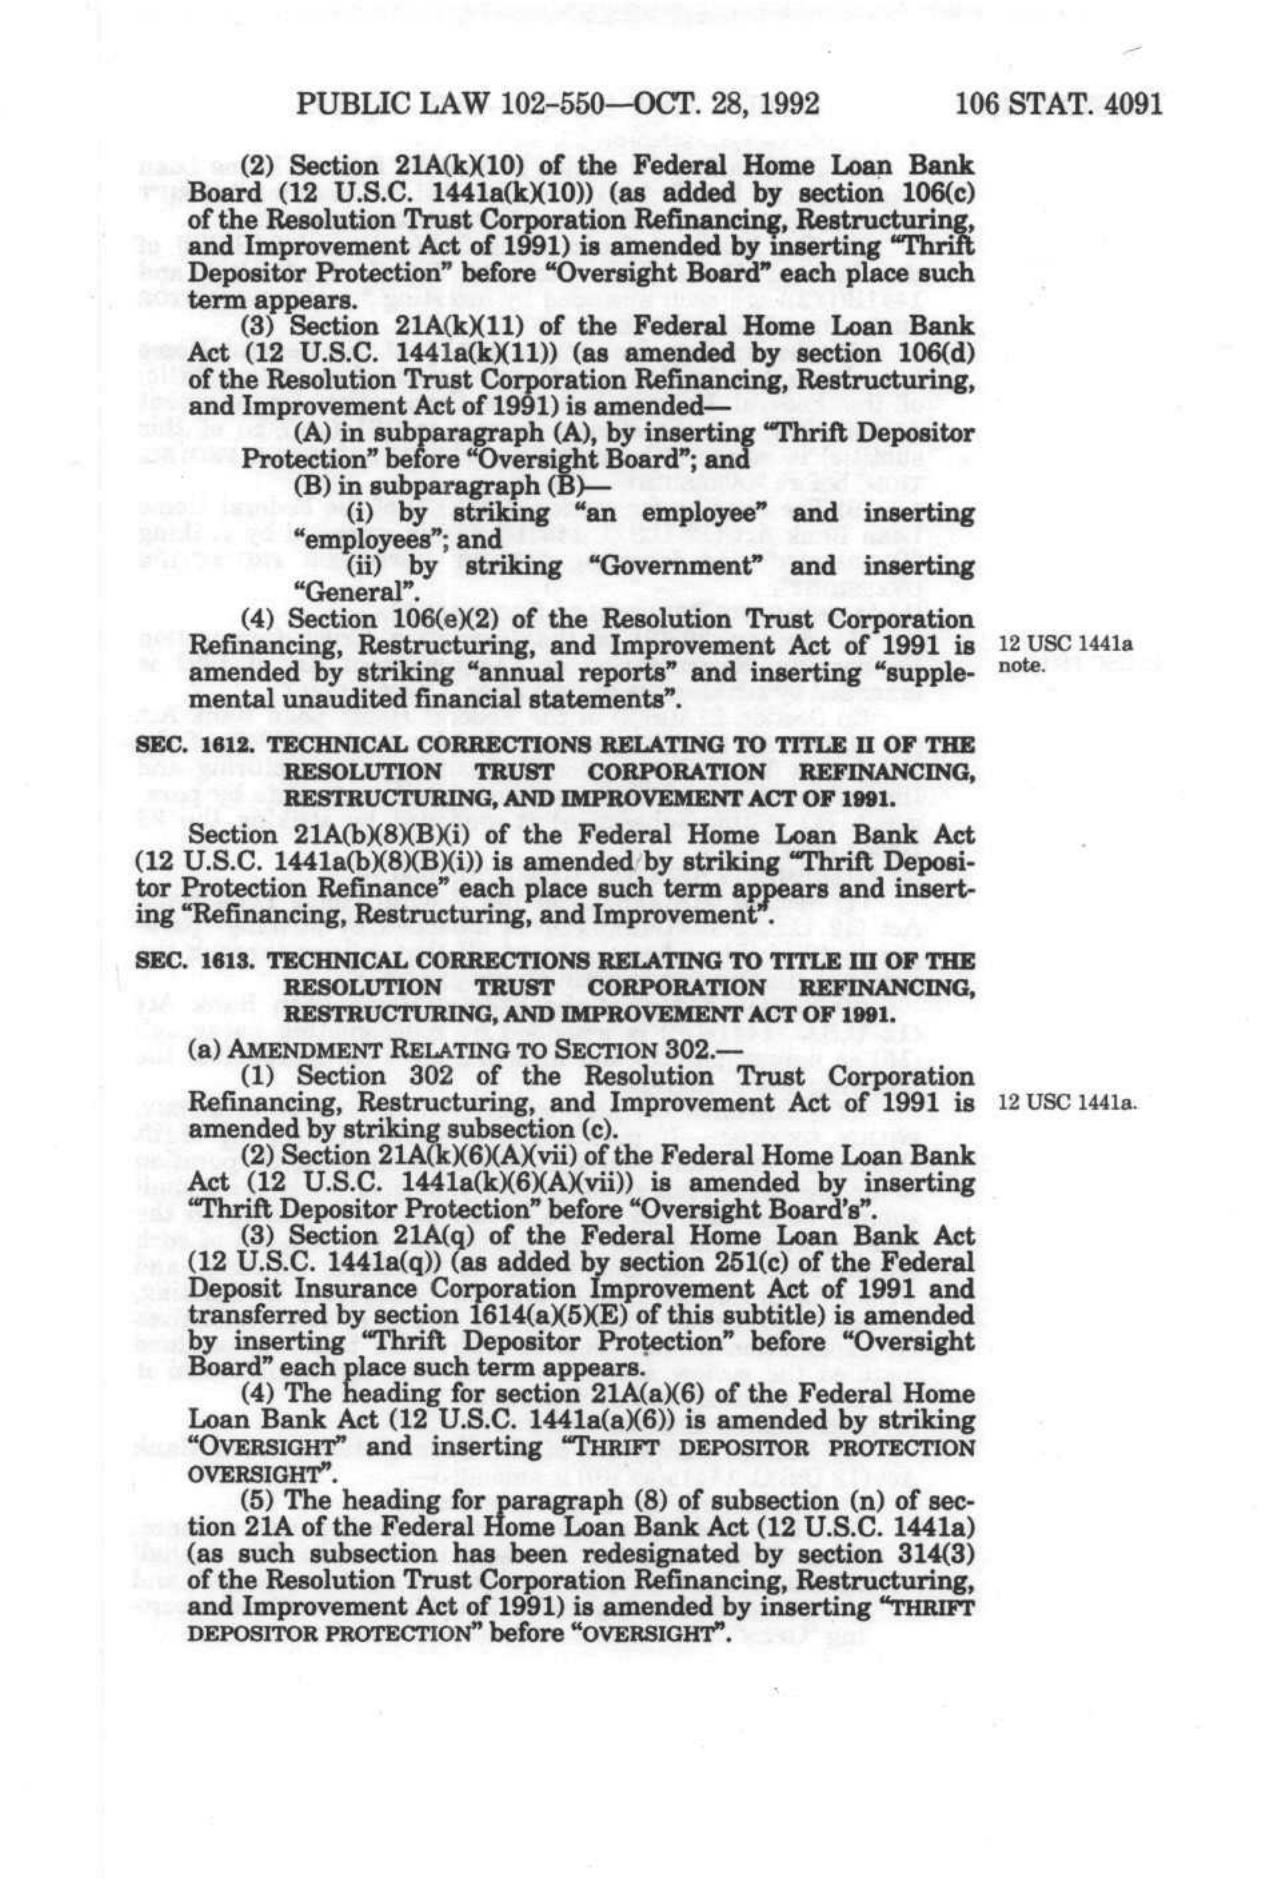 PUBLIC LAW 102–550—OCT. 28, 1992 106 STAT. 4091
(2) Section 21A(k)(10) of the Federal Home Loan Bank
Board (12 U.S.C. 1441a(k)(10)) (as added by section 106(c)
of the Resolution Trust Corporation Refinancing, Restructuring,
and Improvement Act of 1991) is amended by inserting “Thrift
Depositor Protection” before “Oversight Board” each place such
term appears.
(3) Section 21A(k)(11) of the Federal Home Loan Bank
Act (12 U.S.C. 1441a(k)(11)) (as amended by section 106(d)
of the Resolution Trust Corporation Refinancing, Restructuring,
and Improvement Act of 1991) is amended—
(A) in subparagraph (A), by inserting “Thrift Depositor
Protection” before “Oversight Board”; and
(B) in subparagraph (B)—
(i) by striking “an employee” and inserting
“employees”; and
(ii) by striking “Government” and inserting
“General”.
(4) Section 106(e)(2) of the Resolution Trust Corporation
Refinancing, Restructuring, and Improvement Act of 1991 is
amended by striking “annual reports” and inserting “supple-
mental unaudited financial statements”.
12 USC 1441a
note.
SEC. 1612. TECHNICAL CORRECTIONS RELATING TO TITLE II OF THE
RESOLUTION TRUST CORPORATION REFINANCING,
RESTRUCTURING, AND IMPROVEMENT ACT OF 1991.
Section 21A(b)(8)(B)(i) of the Federal Home Loan Bank Act
(12 U.S.C. 1441a(b)(8)(B)(i)) is amended by striking “Thrift Deposi-
tor Protection Refinance” each place such term appears and insert-
ing “Refinancing, Restructuring, and Improvement”.
SEC. 1613. TECHNICAL CORRECTIONS RELATING TO TITLE III OF THE
RESOLUTION TRUST CORPORATION REFINANCING,
RESTRUCTURING, AND IMPROVEMENT ACT OF 1991.
(a) AMENDMENT RELATING TO SECTION 302.—
(1) Section 302 of the Resolution Trust Corporation
Refinancing, Restructuring, and Improvement Act of 1991 is
amended by striking subsection (c).
12 USC 1441a.
(2) Section 21A(k)(6)(A)(vii) of the Federal Home Loan Bank
Act (12 U.S.C. 1441a(k)(6)(A)(vii)) is amended by inserting
“Thrift Depositor Protection” before “Oversight Board's”.
(3) Section 21A(q) of the Federal Home Loan Bank Act
(12 U.S.C. 1441a(q)) (as added by section 251(c) of the Federal
Deposit Insurance Corporation Improvement Act of 1991 and
transferred by section 1614(a)(5)(E) of this subtitle) is amended
by inserting “Thrift Depositor Protection” before “Oversight
Board” each place such term appears.
(4) The heading for section 21A(a)(6) of the Federal Home
Loan Bank Act (12 U.S.C. 1441a(a)(6)) is amended by striking
“OVERSIGHT” and inserting “THRIFT DEPOSITOR PROTECTION
OVERSIGHT”.
(5) The heading for paragraph (8) of subsection (n) of sec-
tion 21A of the Federal Home Loan Bank Act (12 U.S.C. 1441a)
(as such subsection has been redesignated by section 314(3)
of the Resolution Trust Corporation Refinancing, Restructuring,
and Improvement Act of 1991) is amended by inserting “THRIFT
DEPOSITOR PROTECTION” before “OVERSIGHT”.